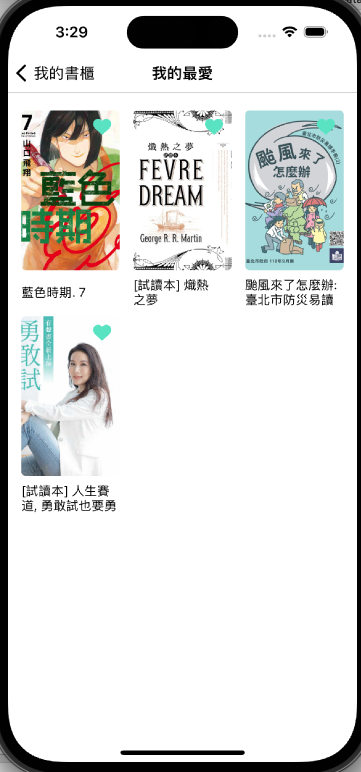 3:29
我的書櫃
我的最愛
7
山口飛翔
藍色
時期
熾熱之夢
FEVRE
DREAM
George R. R. Martin
颱風來了
怎麼辦
藍色時期. 7
[試讀本] 熾熱
之夢
颱風來了怎麼辦:
臺北市防災易讀
勇敢試
[試讀本] 人生賽
道, 勇敢試也要勇